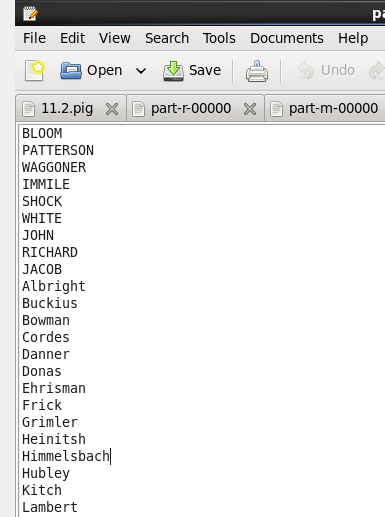 pa
File Edit View Search Tools Documents Help
Open Save Undo
11.2.pig part-r-00000 part-m-00000
BLOOM
PATTERSON
WAGGONER
IMMILE
SHOCK
WHITE
JOHN
RICHARD
JACOB
Albright
Buckius
Bowman
Cordes
Danner
Donas
Ehrisman
Frick
Grimler
Heinitsh
Himmelsbach
Hubley
Kitch
Lambert